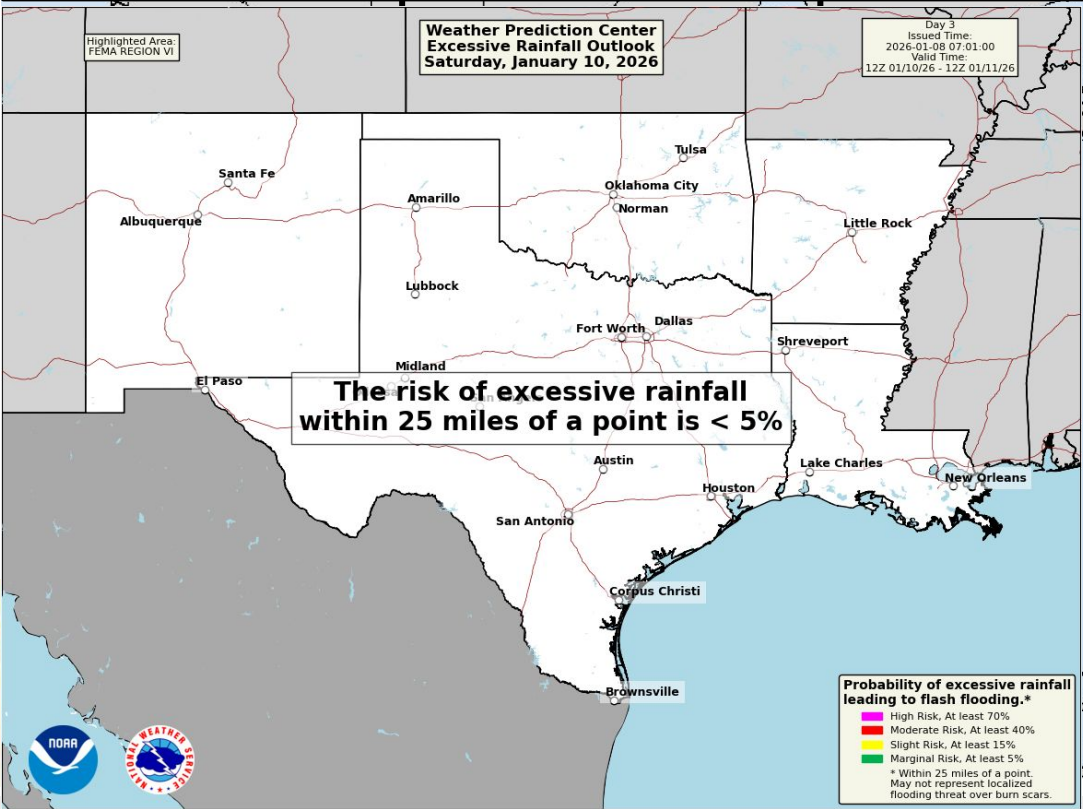 Highlighted Area:
FEMA REGION VI
Weather Prediction Center
Excessive Rainfall Outlook
Saturday, January 10, 2026
Day 3
Issued Time:
2026-01-08 07:01:00
Valid Time:
12Z 01/10/26 - 12Z 01/11/26
Tulsa
Santa Fe
Oklahoma City
Amarillo
Norman
Albuquerque
Little Rock
Lubbock
Dallas
Fort Worth
Shreveport
Midland
El Paso
The risk of excessive rainfall
within 25 miles of a point is < 5%
Austin
Lake Charles
New Orleans
Houston
San Antonio
Corpus Christi
Brownsville
Probability of excessive rainfall
leading to flash flooding.*
High Risk, At least 70%
Moderate Risk, At least 40%
Slight Risk, At least 15%
Marginal Risk, At least 5%
* Within 25 miles of a point.
May not represent localized
flooding threat over burn scars.
NOAA
NATIONAL WEATHER SERVICE